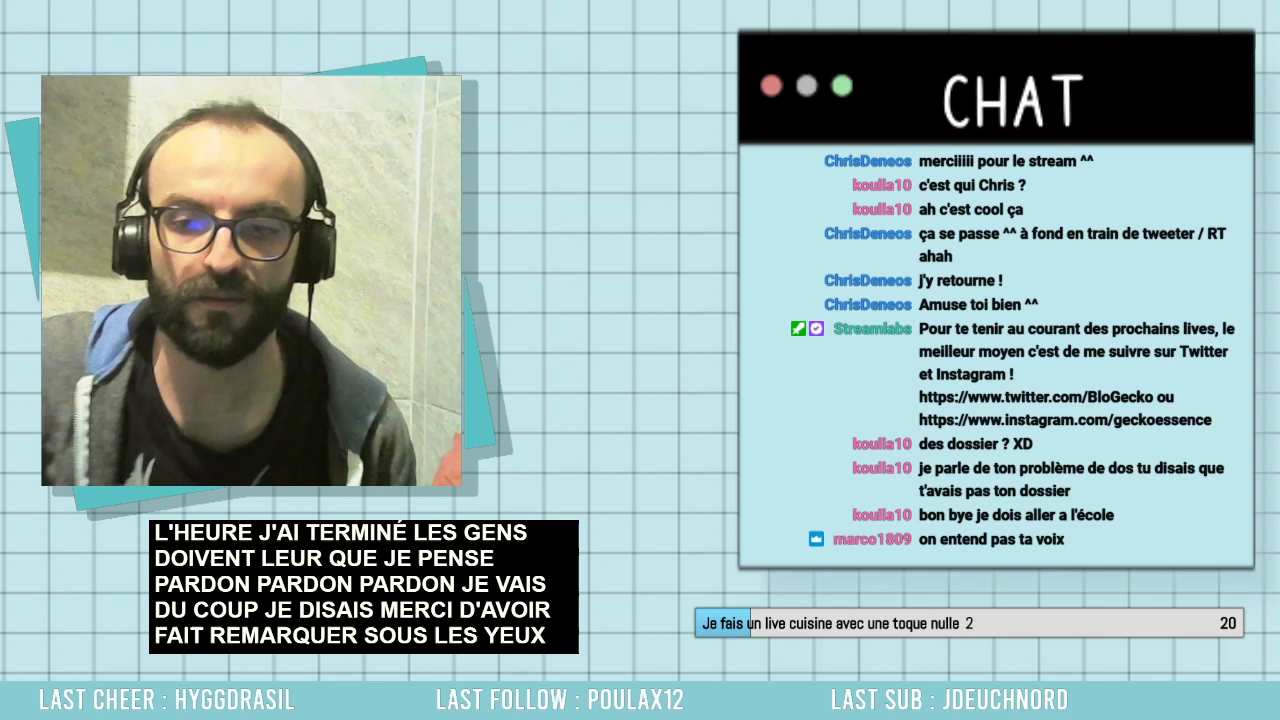 CHAT
ChrisDeneos merciiiii pour le stream ^^
koulla10 c'est qui Chris ?
koulla10 ah c'est cool ça
ChrisDeneos ça se passe ^^ à fond en train de tweeter / RT
ahah
ChrisDeneos j'y retourne !
ChrisDeneos Amuse toi bien ^^
Streamlabs Pour te tenir au courant des prochains lives, le
meilleur moyen c'est de me suivre sur Twitter
et Instagram !
https://www.twitter.com/BloGecko ou
https://www.instagram.com/geckoessence
koulla10 des dossier ? XD
koulla10 je parle de ton problème de dos tu disais que
t'avais pas ton dossier
koulla10 bon bye je dois aller a l'école
marco1809 on entend pas ta voix
L'HEURE J'AI TERMINÉ LES GENS
DOIVENT LEUR QUE JE PENSE
PARDON PARDON PARDON JE VAIS
DU COUP JE DISAIS MERCI D'AVOIR
FAIT REMARQUER SOUS LES YEUX
Je fais un live cuisine avec une toque nulle 2 20
LAST CHEER : HYGGDRASIL LAST FOLLOW : POULAX12 LAST SUB : JDEUCHNORD